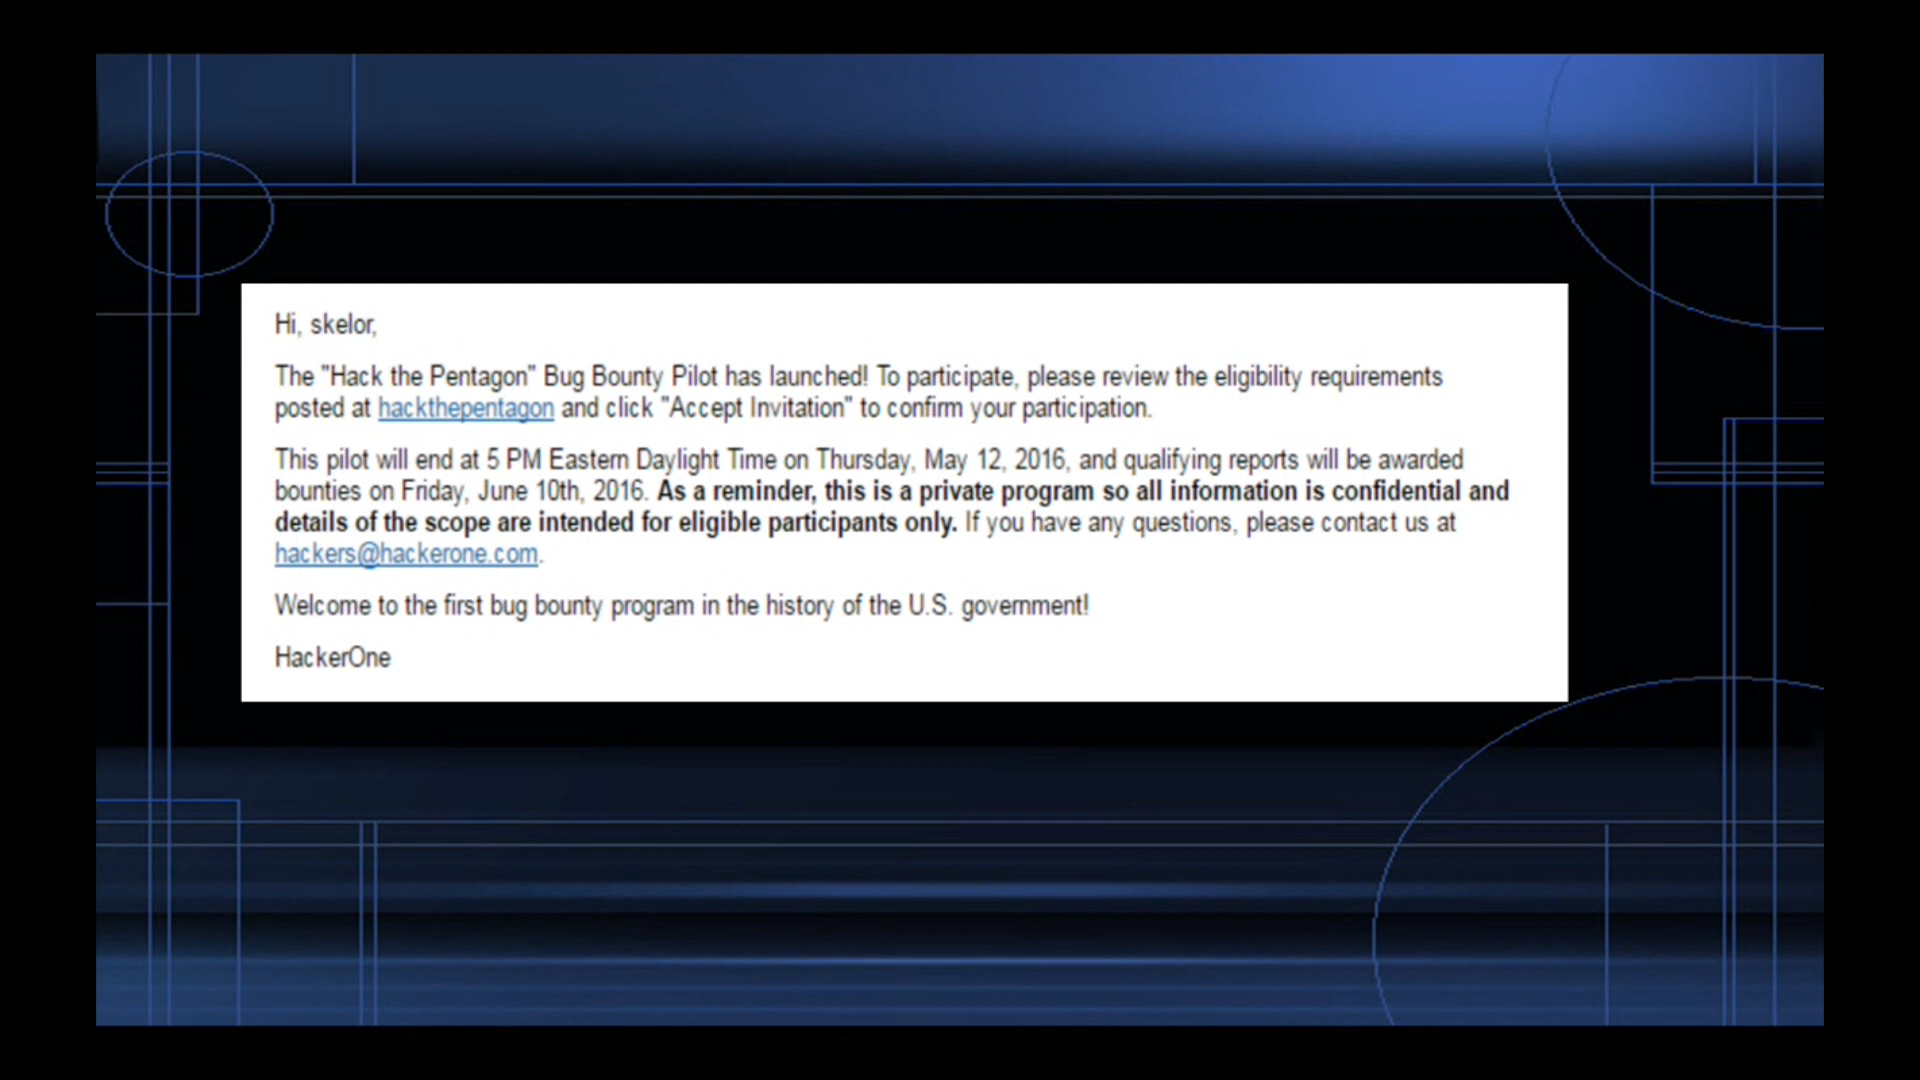 Hi, skelor,
The "Hack the Pentagon" Bug Bounty Pilot has launched! To participate, please review the eligibility requirements
posted at hackthepentagon and click "Accept Invitation" to confirm your participation.
This pilot will end at 5 PM Eastern Daylight Time on Thursday, May 12, 2016, and qualifying reports will be awarded
bounties on Friday, June 10th, 2016. As a reminder, this is a private program so all information is confidential and
details of the scope are intended for eligible participants only. If you have any questions, please contact us at
hackers@hackerone.com.
Welcome to the first bug bounty program in the history of the U.S. government!
HackerOne